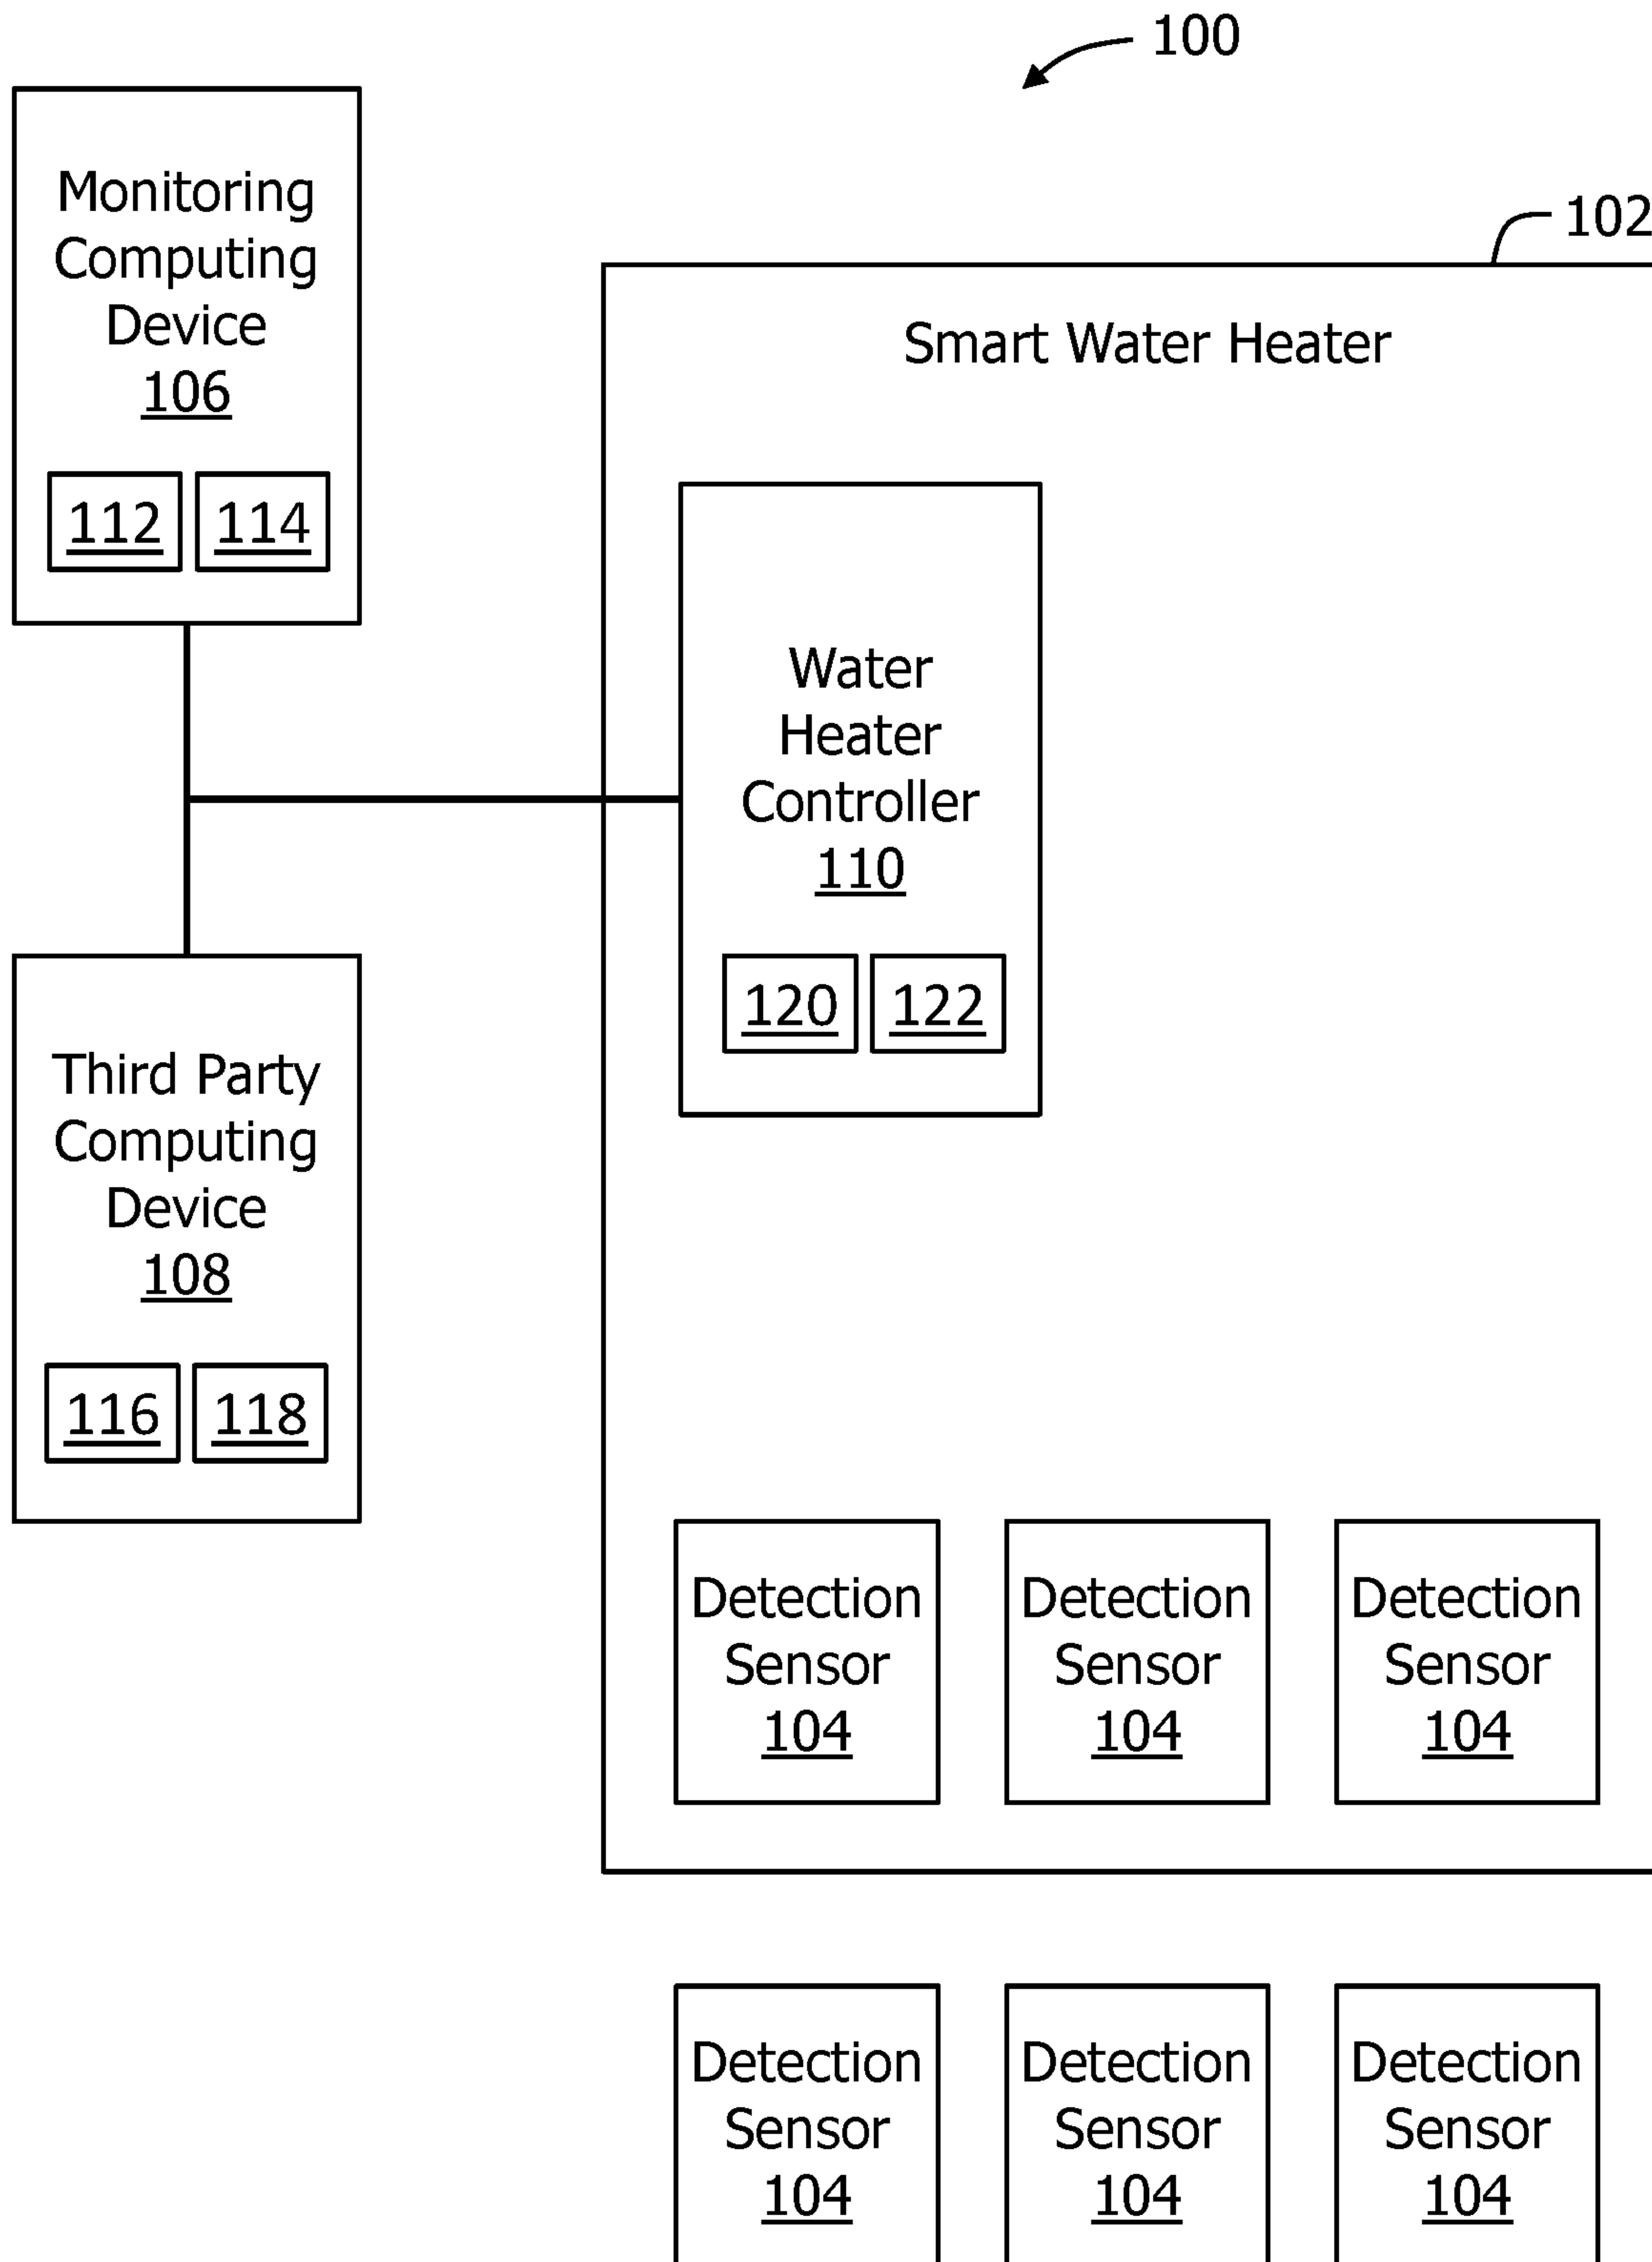 100
Monitoring
Computing
Device
106
112 114
102
Smart Water Heater
Water
Heater
Controller
110
120 122
Third Party
Computing
Device
108
116 118
Detection
Sensor
104
Detection
Sensor
104
Detection
Sensor
104
Detection
Sensor
104
Detection
Sensor
104
Detection
Sensor
104